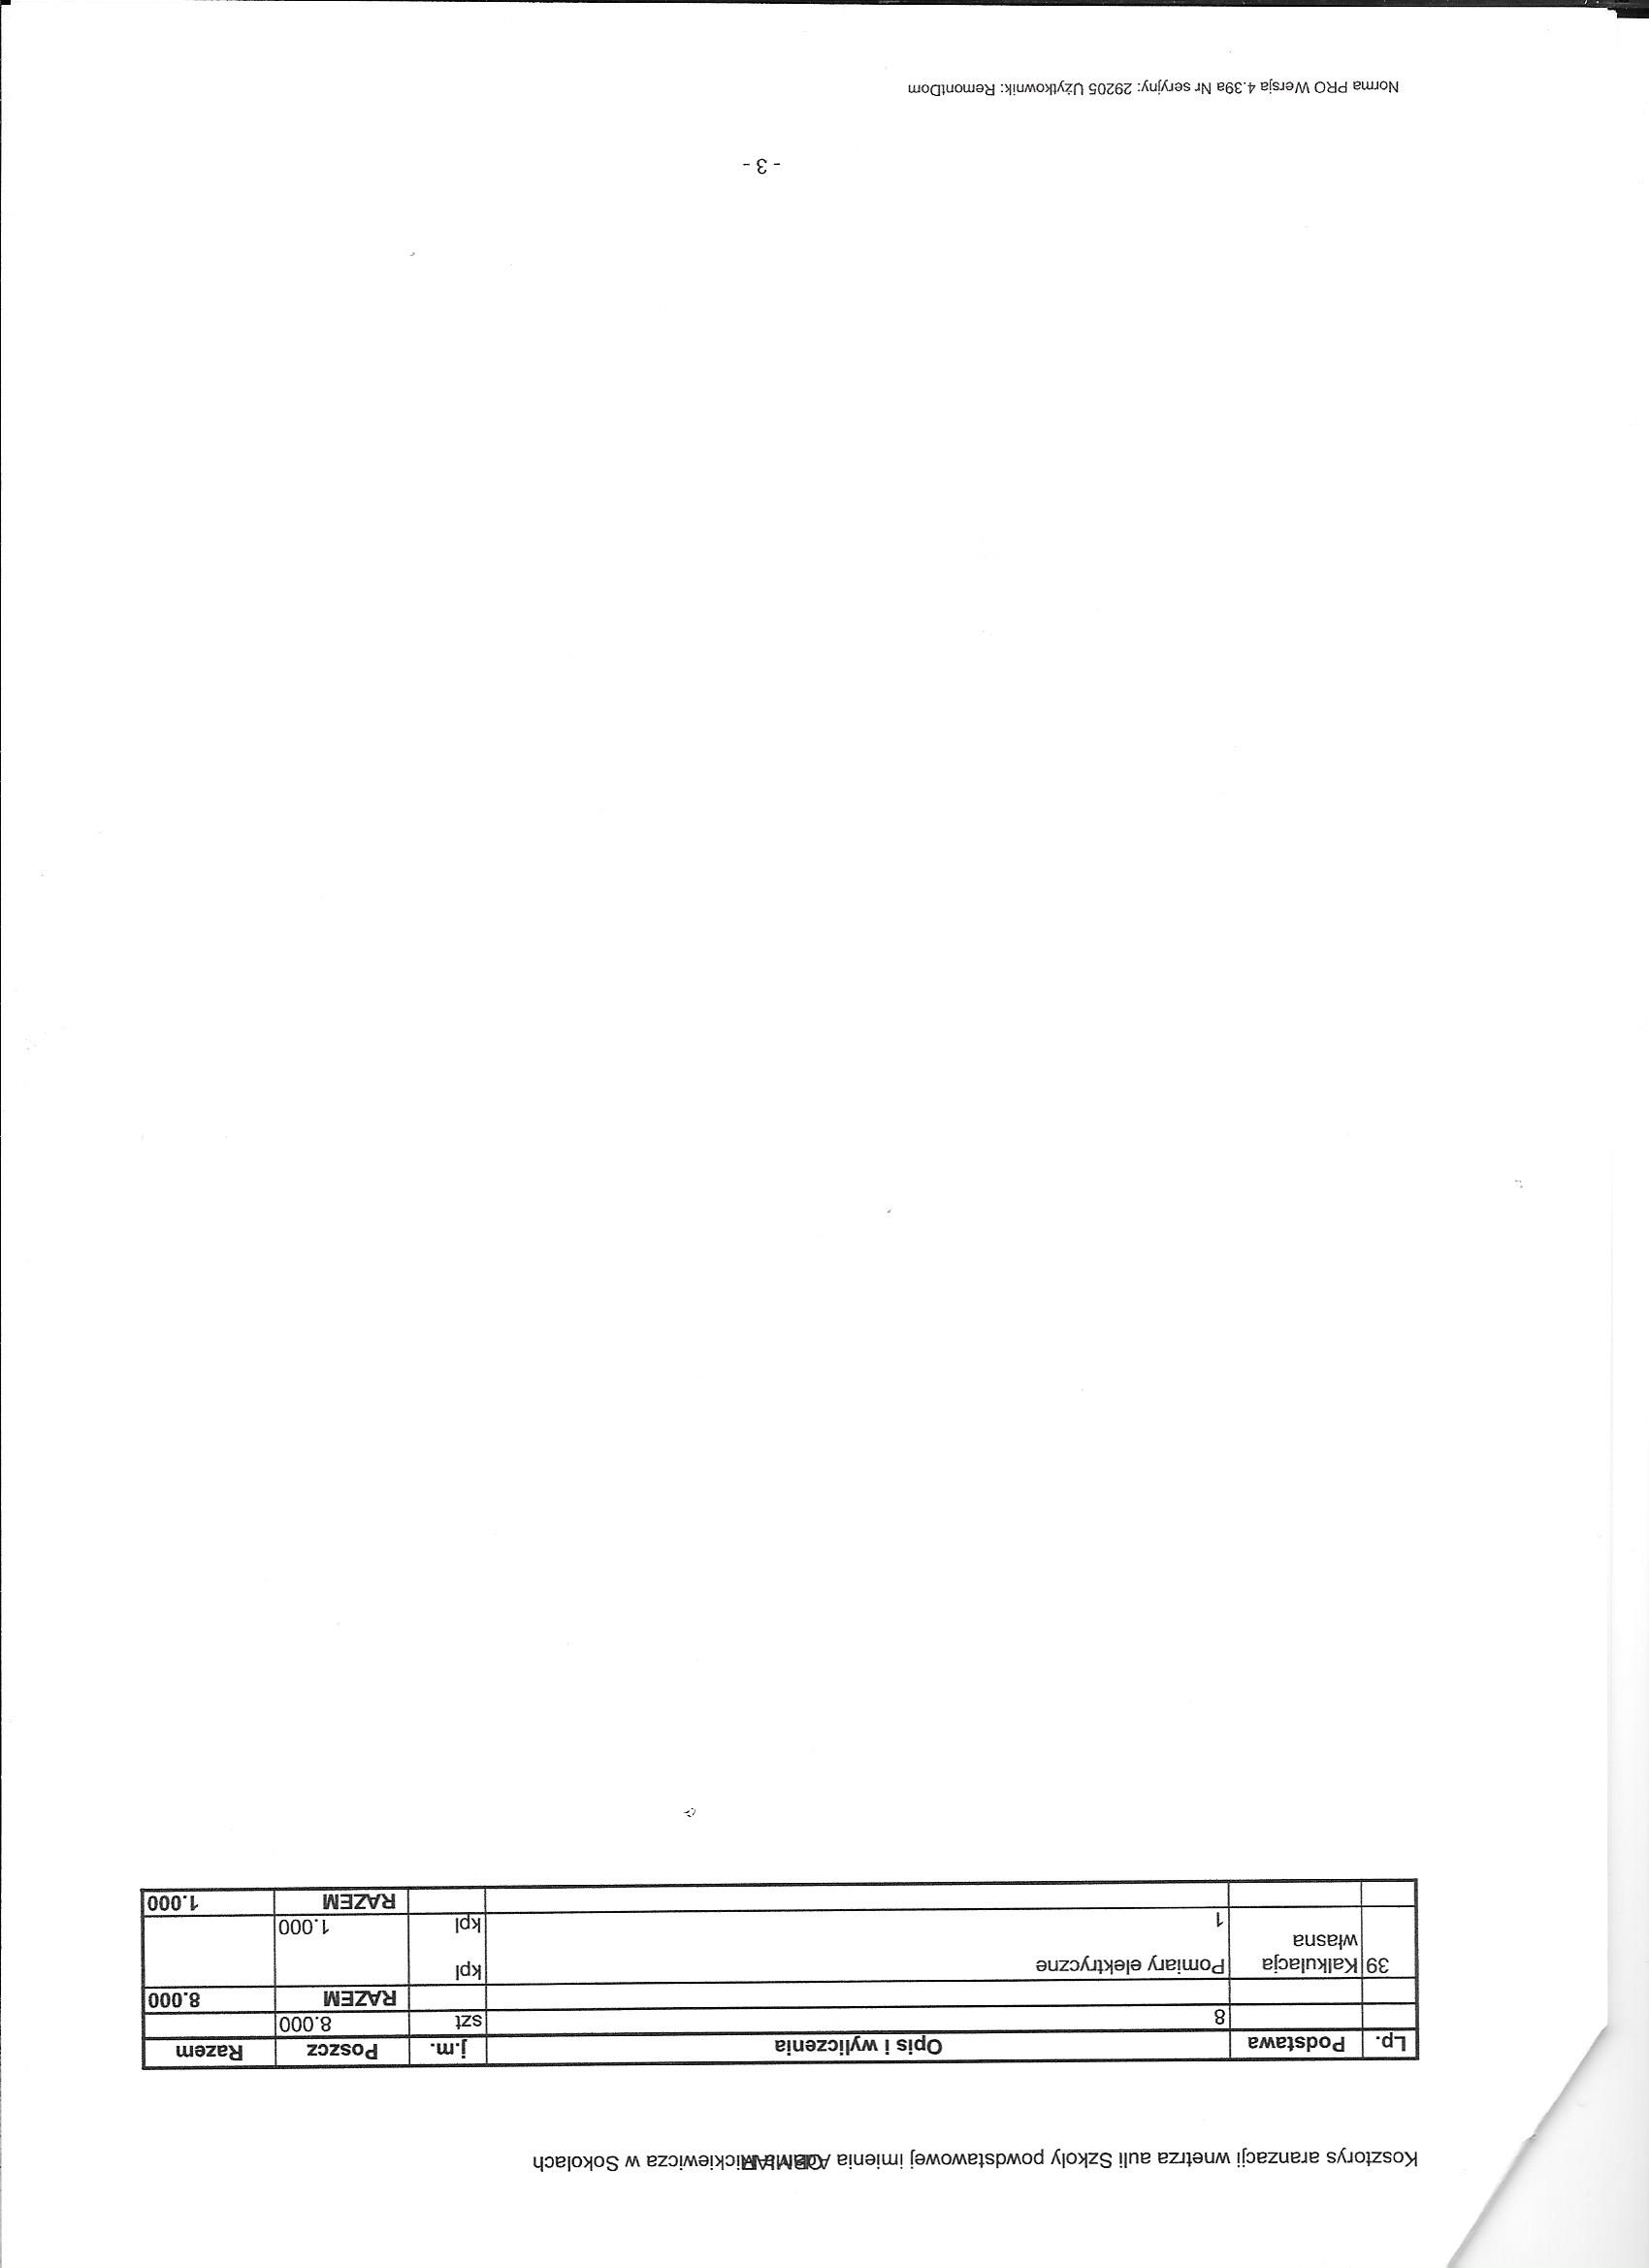 Kosztorys aranzacji wnetrza auli Szkoly powdstawowej imienia Adama Mickiewicza w Sokolach
OBMIAR
Lp. Podstawa Opis i wyliczenia j.m. Poszcz Razem
8 szt 8.000
RAZEM 8.000
39 Kalkulacja Pomiary elektryczne kpl
własna
1 kpl 1.000
RAZEM 1.000
- 3 -
Norma PRO Wersja 4.39a Nr seryjny: 29205 Użytkownik: RemontDom